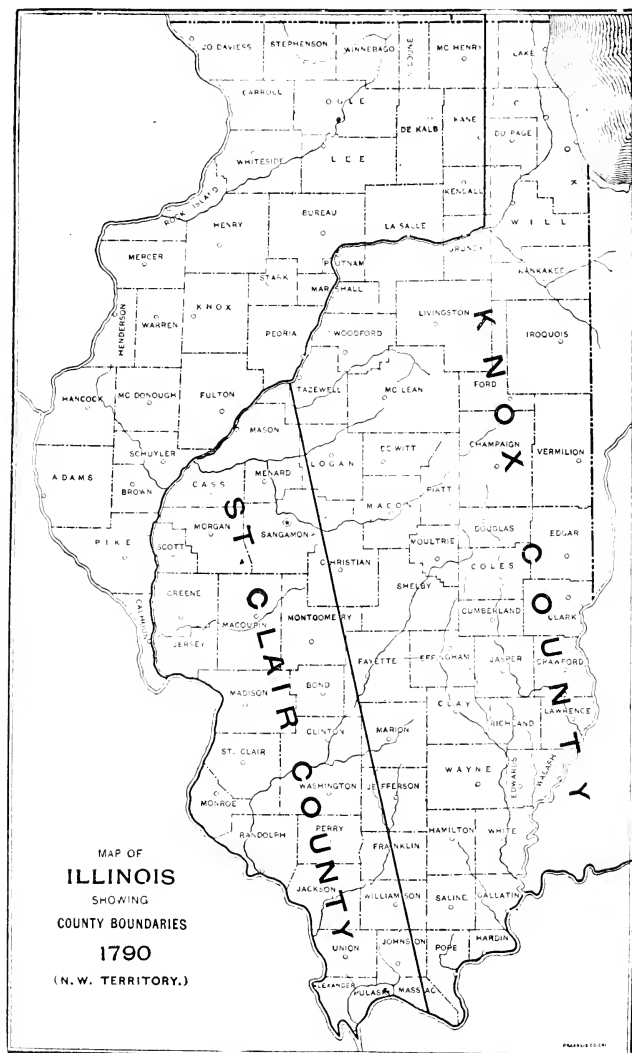 JO DAVIESS
STEPHENSON
WINNEBAGO
MC HENRY
LAKE
CARROLL
OGLE
DE KALB
KANE
DU PAGE
COOK
WHITESIDE
LEE
KENDALL
ROCK ISLAND
HENRY
BUREAU
LA SALLE
WILL
GRUNDY
MERCER
PUTNAM
KANKAKEE
STARK
MARSHALL
HENDERSON
WARREN
KNOX
PEORIA
WOODFORD
LIVINGSTON
IROQUOIS
TAZEWELL
MC LEAN
FORD
HANCOCK
MC DONOUGH
FULTON
MASON
KNOX COUNTY
SCHUYLER
LOGAN
DEWITT
CHAMPAIGN
VERMILION
ADAMS
BROWN
CASS
MENARD
PIATT
MACON
PIKE
SCOTT
MORGAN
SANGAMON
CHRISTIAN
MOULTRIE
DOUGLAS
COLES
EDGAR
ST. CLAIR COUNTY
GREENE
SHELBY
CUMBERLAND
CLARK
CALHOUN
JERSEY
MACOUPIN
MONTGOMERY
FAYETTE
EFFINGHAM
JASPER
CRAWFORD
MADISON
BOND
CLAY
RICHLAND
LAWRENCE
CLINTON
MARION
ST. CLAIR
WAYNE
EDWARDS
WABASH
MONROE
WASHINGTON
JEFFERSON
RANDOLPH
PERRY
HAMILTON
WHITE
FRANKLIN
JACKSON
WILLIAMSON
SALINE
GALLATIN
UNION
JOHNSON
POPE
HARDIN
ALEXANDER
PULASKI
MASSAC
MAP OF
ILLINOIS
SHOWING
COUNTY BOUNDARIES
1790
(N.W. TERRITORY.)